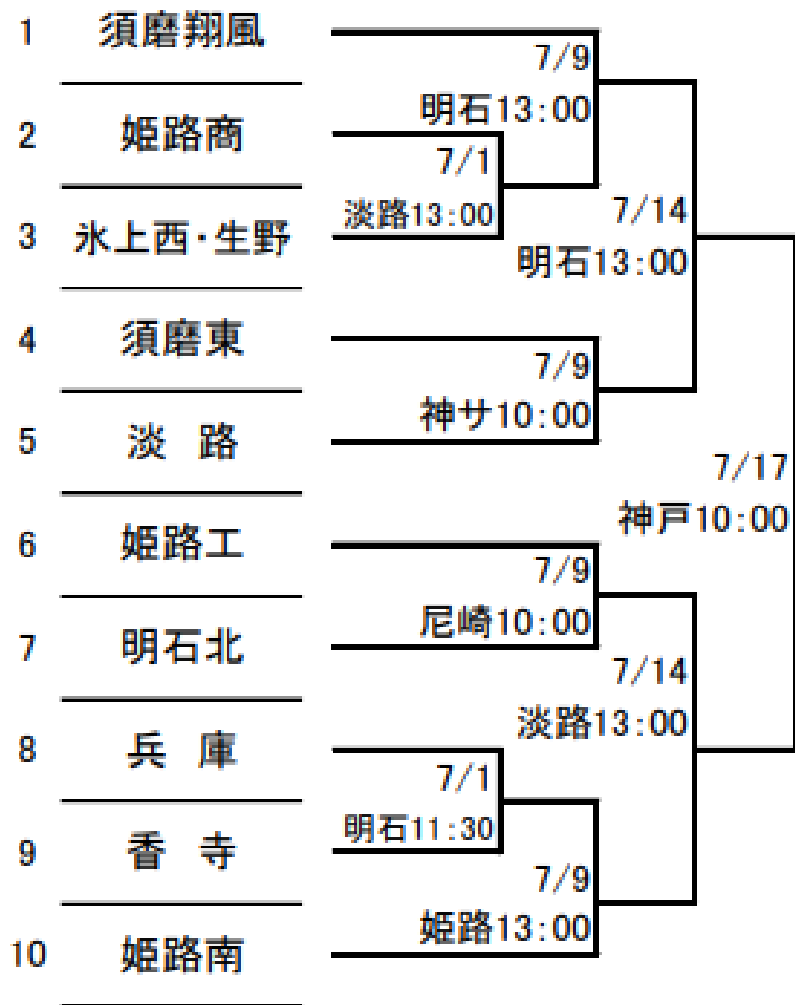 1 須磨翔風
7/9
2 姫路商
明石13:00
7/1
淡路13:00
7/14
3 氷上西・生野
明石13:00
4 須磨東
7/9
神サ10:00
5 淡 路
7/17
神戸10:00
6 姫路工
7/9
尼崎10:00
7 明石北
7/14
淡路13:00
8 兵 庫
7/1
明石11:30
9 香 寺
7/9
姫路13:00
10 姫路南